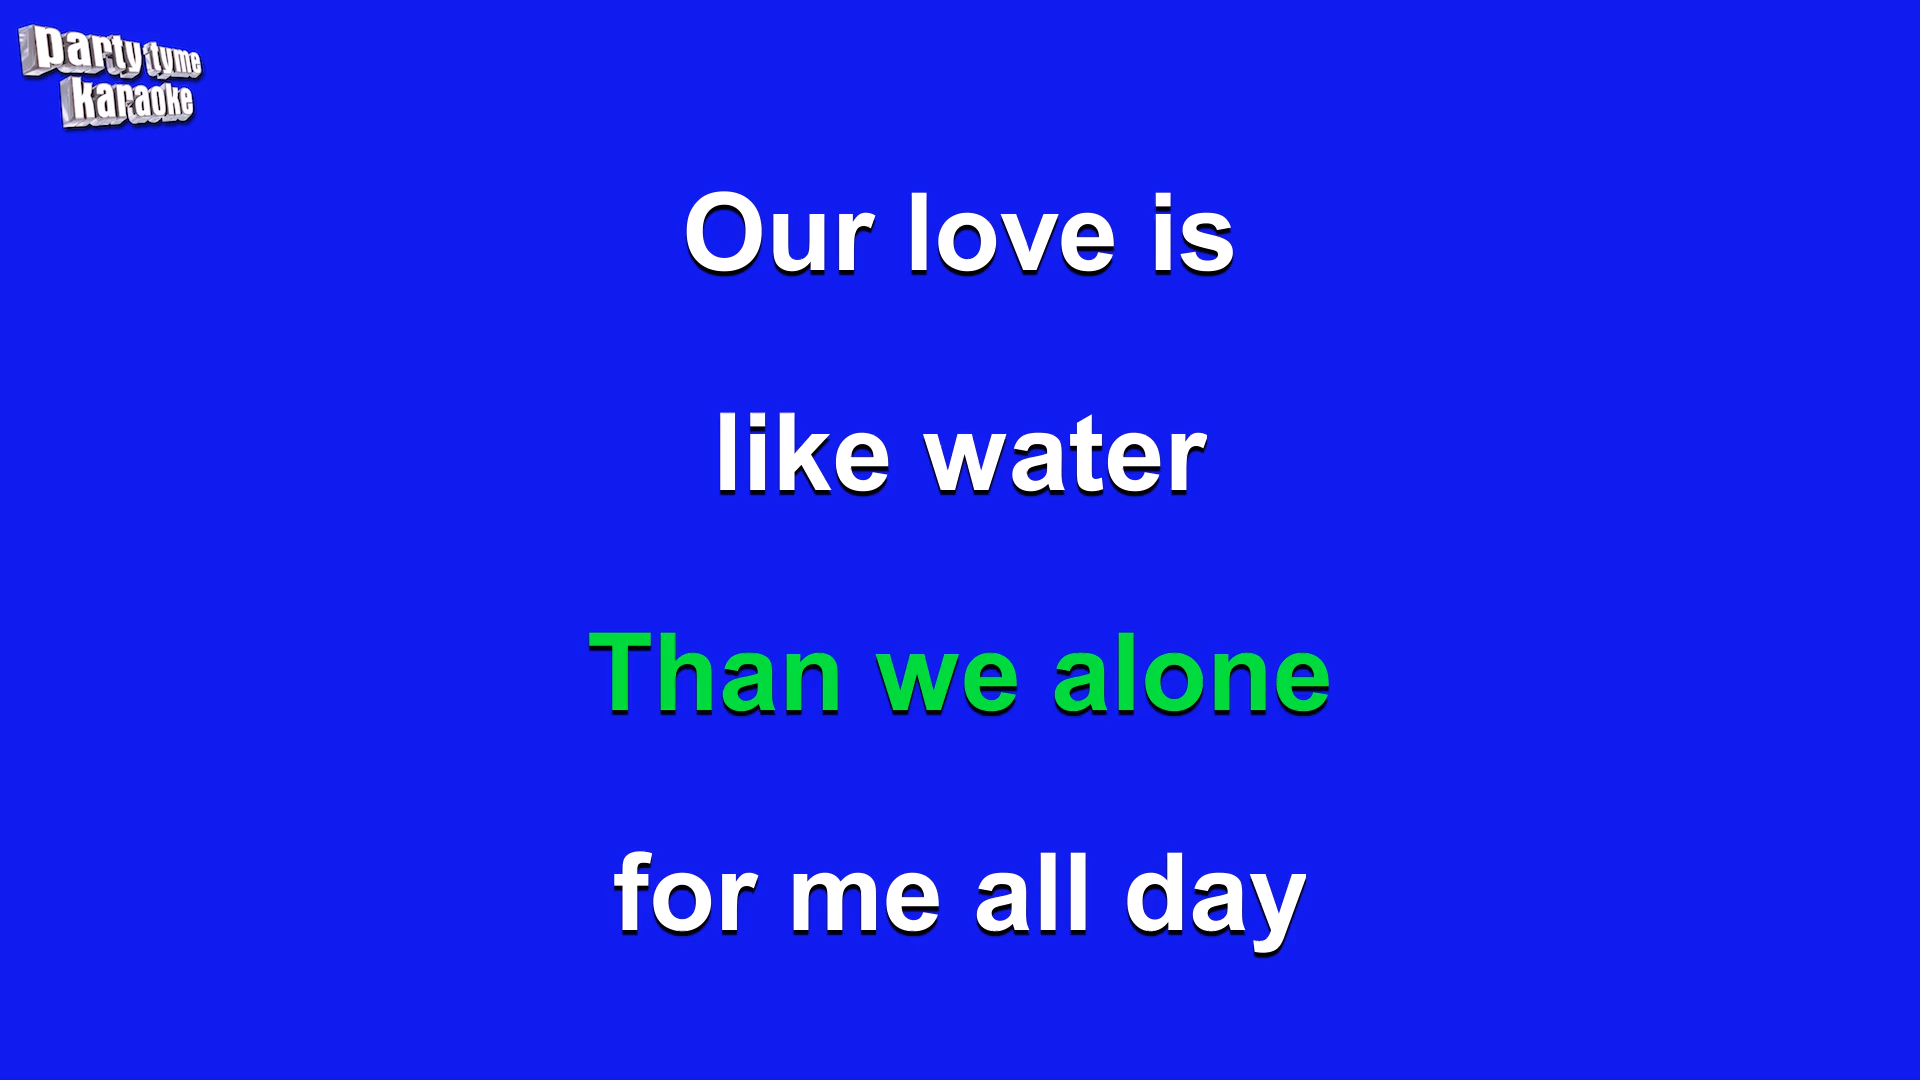 party tyme
karaoke
Our love is
like water
Than we alone
for me all day